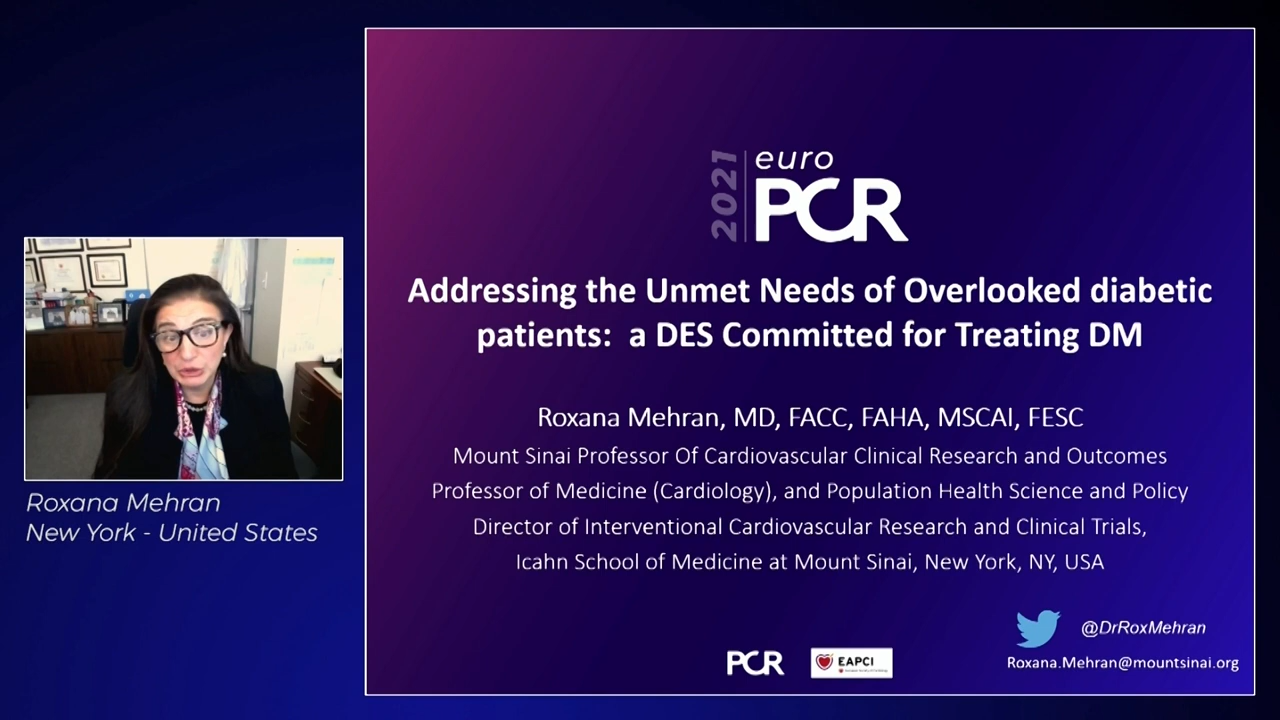 2021
euro
PCR
Addressing the Unmet Needs of Overlooked diabetic
patients:  a DES Committed for Treating DM
Roxana Mehran, MD, FACC, FAHA, MSCAI, FESC
Mount Sinai Professor Of Cardiovascular Clinical Research and Outcomes
Professor of Medicine (Cardiology), and Population Health Science and Policy
Director of Interventional Cardiovascular Research and Clinical Trials,
Icahn School of Medicine at Mount Sinai, New York, NY, USA
Roxana Mehran
New York - United States
@DrRoxMehran
Roxana.Mehran@mountsinai.org
PCR
EAPCI